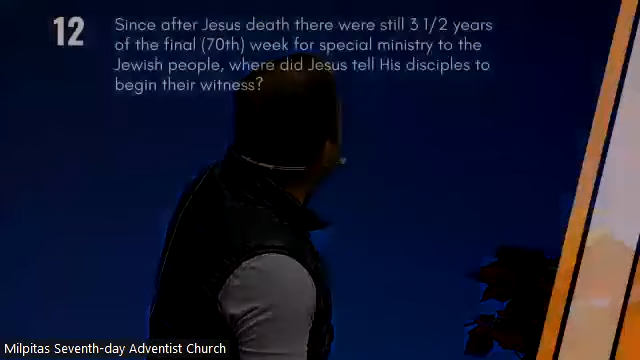 12
Since after Jesus death there were still 3 1/2 years
of the final (70th) week for special ministry to the
Jewish people, where did Jesus tell His disciples to
begin their witness?
Milpitas Seventh-day Adventist Church